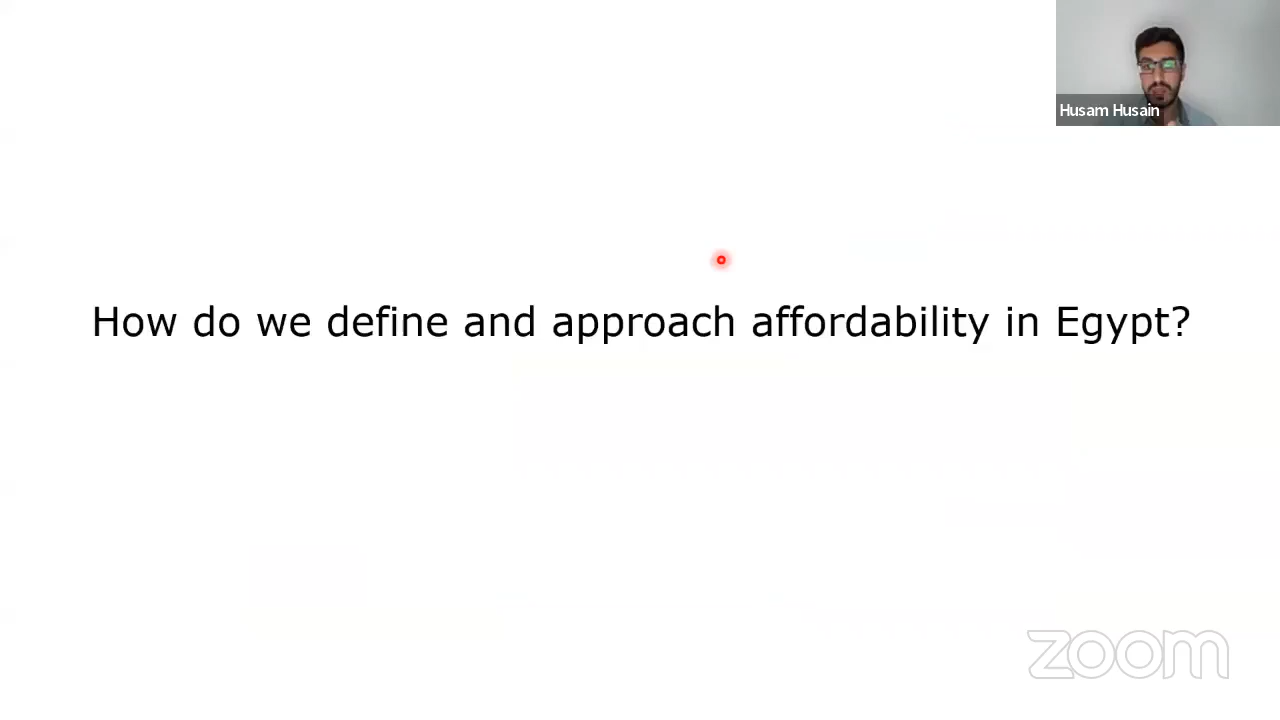 Husam Husain
How do we define and approach affordability in Egypt?
zoom